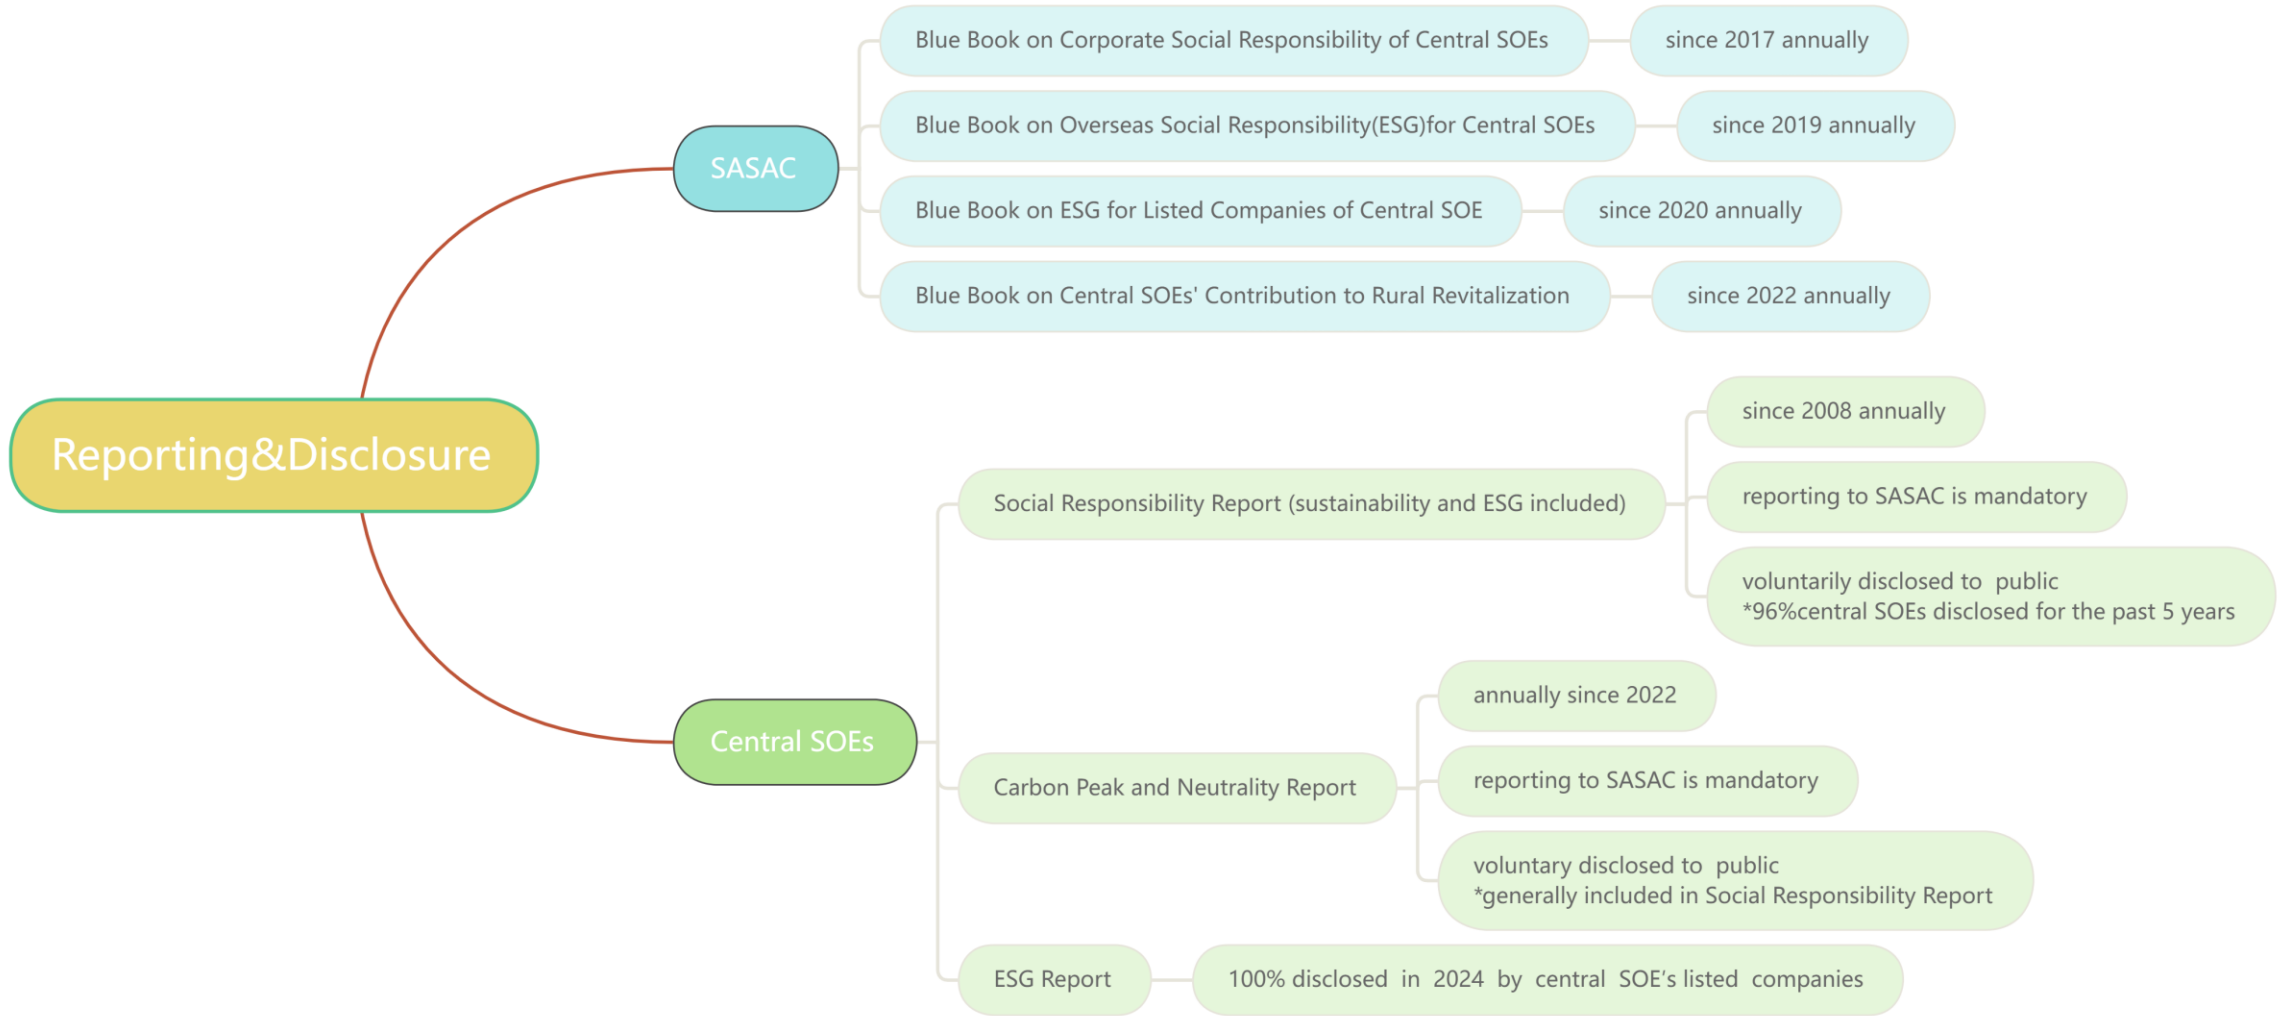 Reporting&Disclosure
SASAC
Blue Book on Corporate Social Responsibility of Central SOEs
since 2017 annually
Blue Book on Overseas Social Responsibility(ESG)for Central SOEs
since 2019 annually
Blue Book on ESG for Listed Companies of Central SOE
since 2020 annually
Blue Book on Central SOEs' Contribution to Rural Revitalization
since 2022 annually
Central SOEs
Social Responsibility Report (sustainability and ESG included)
since 2008 annually
reporting to SASAC is mandatory
voluntarily disclosed to  public
*96%central SOEs disclosed for the past 5 years
Carbon Peak and Neutrality Report
annually since 2022
reporting to SASAC is mandatory
voluntary disclosed to  public
*generally included in Social Responsibility Report
ESG Report
100% disclosed  in  2024  by  central  SOE’s listed  companies